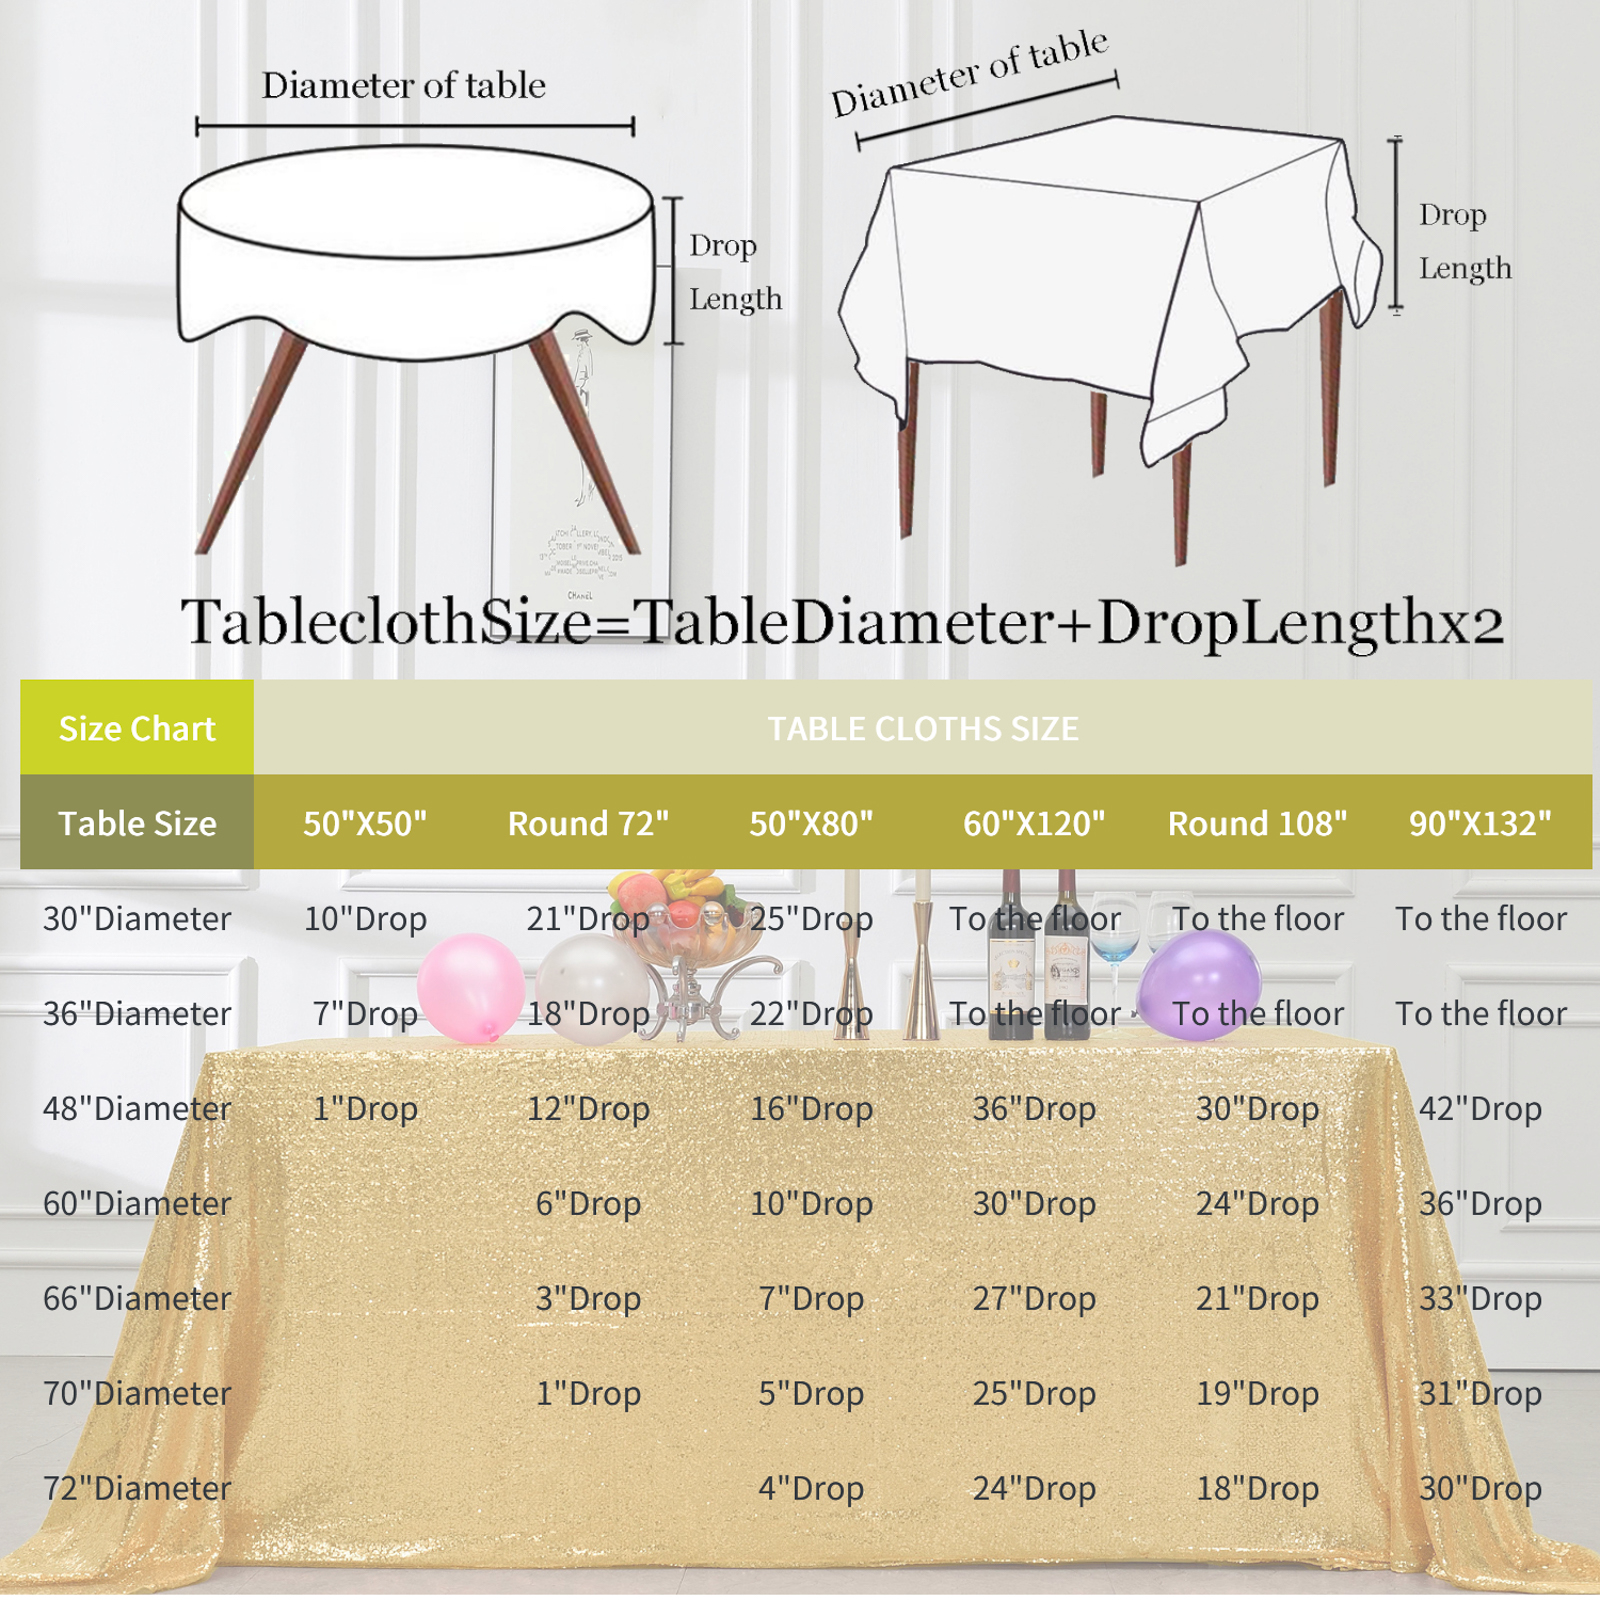 Diameter of table
Diameter of table
Drop
Length
Drop
Length
CHANEL
TableclothSize=TableDiameter+DropLengthx2
Size Chart TABLE CLOTHS SIZE
Table Size 50"X50" Round 72" 50"X80" 60"X120" Round 108" 90"X132"
30"Diameter 10"Drop 21"Drop 25"Drop To the floor To the floor To the floor
36"Diameter 7"Drop 18"Drop 22"Drop To the floor To the floor To the floor
48"Diameter 1"Drop 12"Drop 16"Drop 36"Drop 30"Drop 42"Drop
60"Diameter 6"Drop 10"Drop 30"Drop 24"Drop 36"Drop
66"Diameter 3"Drop 7"Drop 27"Drop 21"Drop 33"Drop
70"Diameter 1"Drop 5"Drop 25"Drop 19"Drop 31"Drop
72"Diameter 4"Drop 24"Drop 18"Drop 30"Drop